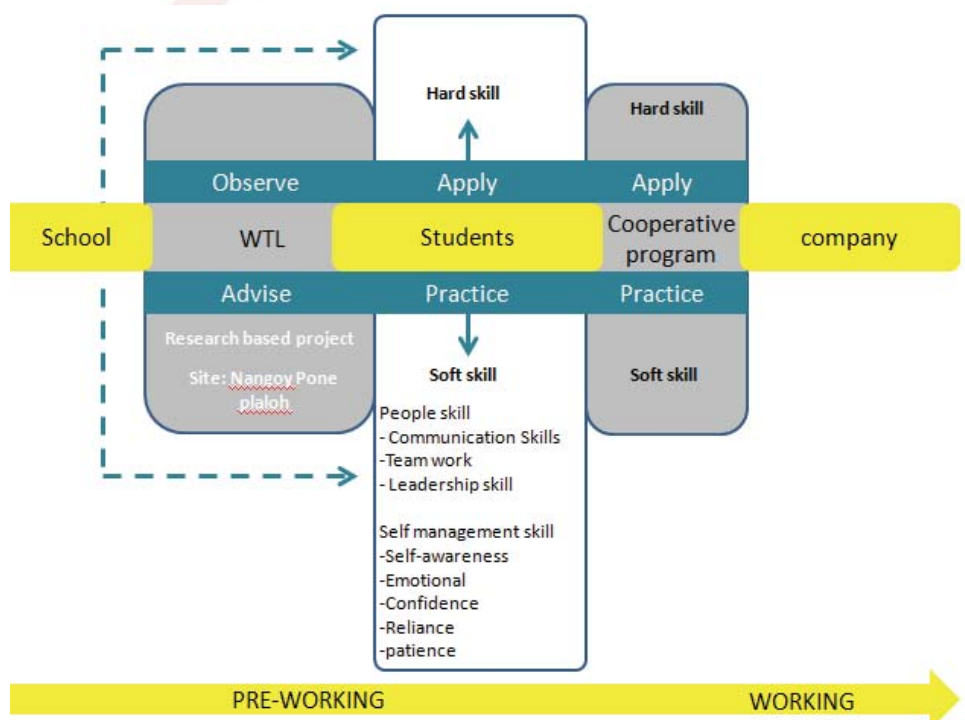 Hard skill
Hard skill
Observe
Apply
Apply
School
WTL
Students
Cooperative
program
company
Advise
Practice
Practice
Research based project
Site: Nangoy Pone
plaloh
Soft skill
Soft skill
People skill
- Communication Skills
-Team work
- Leadership skill
Self management skill
-Self-awareness
-Emotional
-Confidence
-Reliance
-patience
PRE-WORKING
WORKING